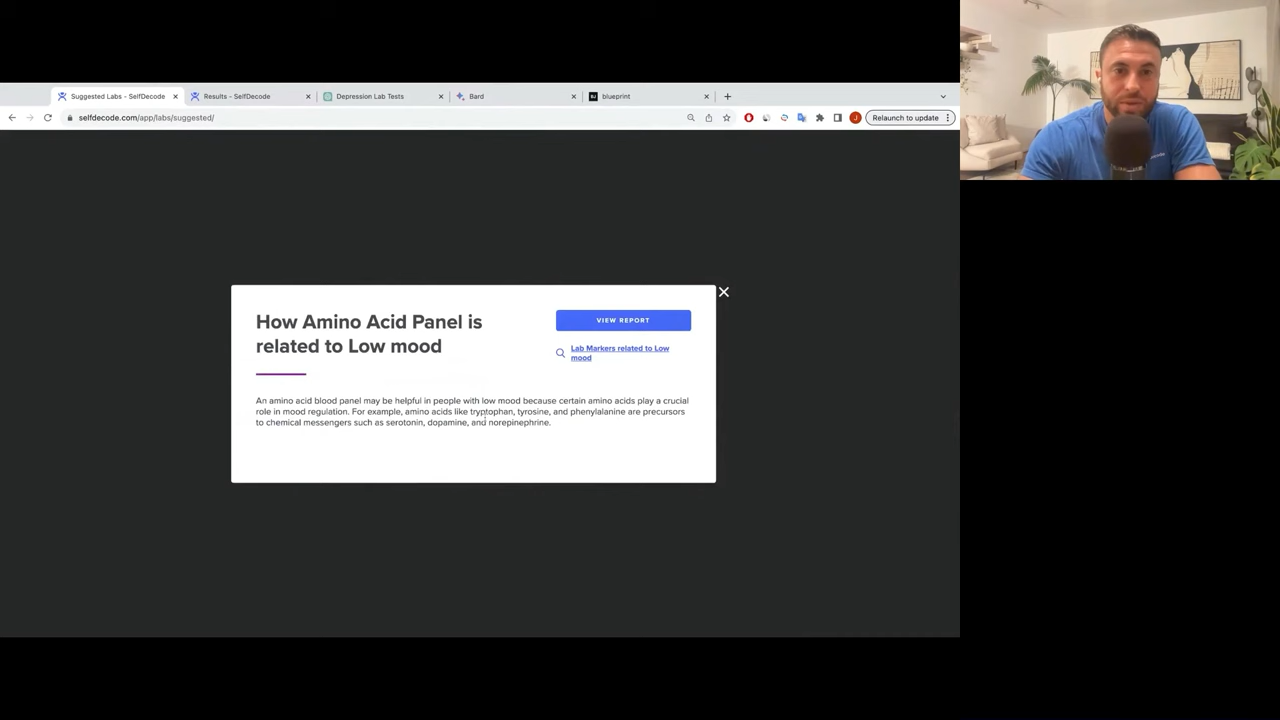 Suggested Labs - SelfDecode
Results - SelfDecode
Depression Lab Tests
Bard
blueprint
selfdecode.com/app/labs/suggested/
J
Relaunch to update
How Amino Acid Panel is
related to Low mood
VIEW REPORT
Lab Markers related to Low
mood
An amino acid blood panel may be helpful in people with low mood because certain amino acids play a crucial
role in mood regulation. For example, amino acids like tryptophan, tyrosine, and phenylalanine are precursors
to chemical messengers such as serotonin, dopamine, and norepinephrine.